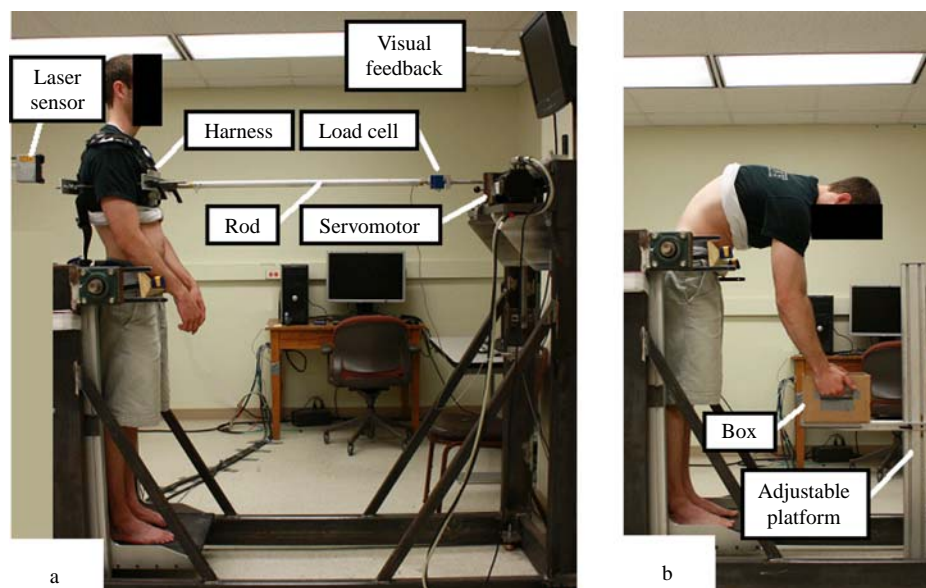 Visual
feedback
Laser
sensor
Harness
Load cell
Rod
Servomotor
a
Box
Adjustable
platform
b